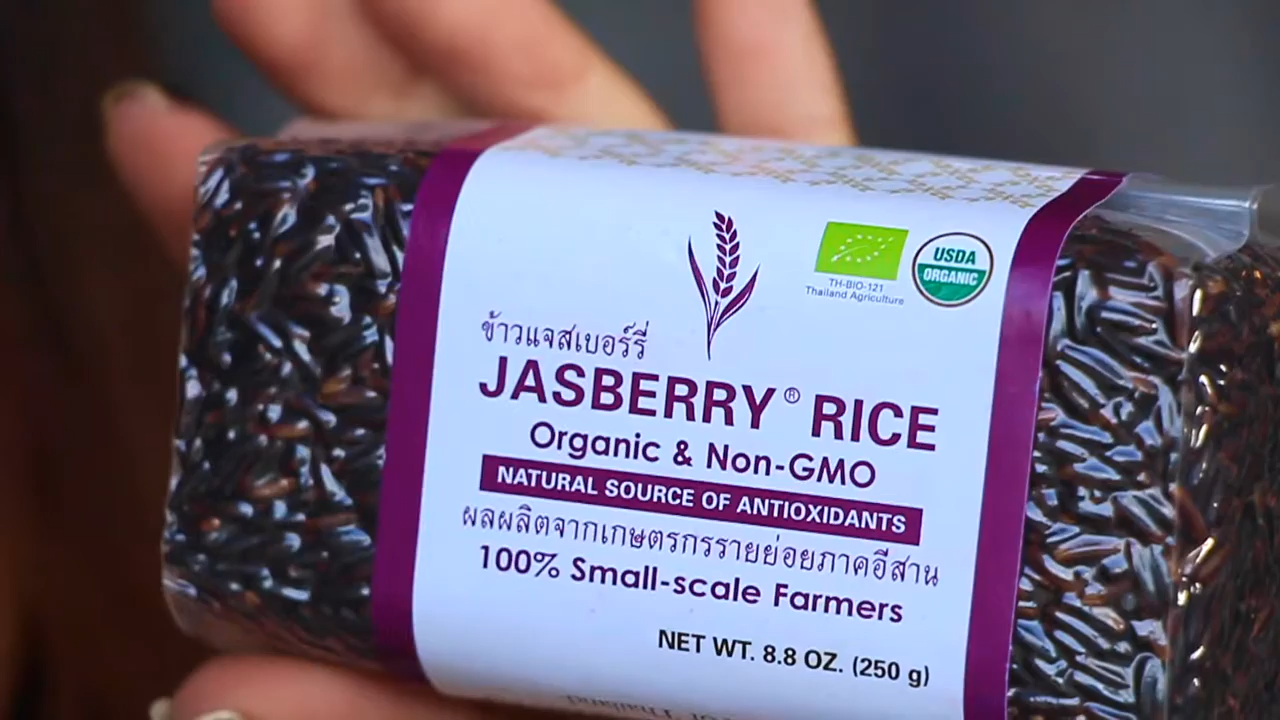 TH-BIO-121
Thailand Agriculture
USDA
ORGANIC
ข้าวแจสเบอร์รี่
JASBERRY® RICE
Organic & Non-GMO
NATURAL SOURCE OF ANTIOXIDANTS
ผลผลิตจากเกษตรกรรายย่อยภาคอีสาน
100% Small-scale Farmers
NET WT. 8.8 OZ. (250 g)